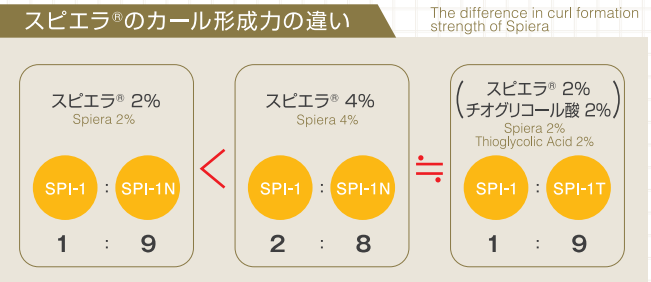 スピエラ®のカール形成力の違い
The difference in curl formation
strength of Spiera
スピエラ® 2%
Spiera 2%
SPI-1 : SPI-1N
1 : 9
<
スピエラ® 4%
Spiera 4%
SPI-1 : SPI-1N
2 : 8
≒
(スピエラ® 2%
チオグリコール酸 2%)
Spiera 2%
Thioglycolic Acid 2%
SPI-1 : SPI-1T
1 : 9